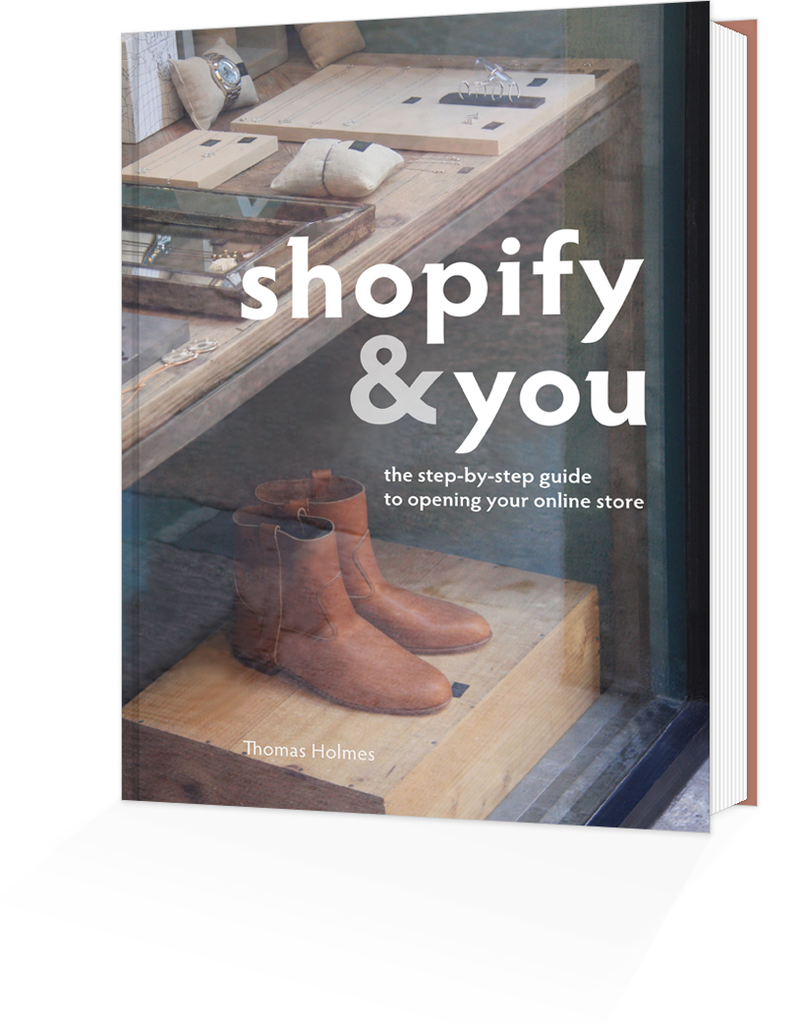 shopify
& you
the step-by-step guide
to opening your online store
Thomas Holmes